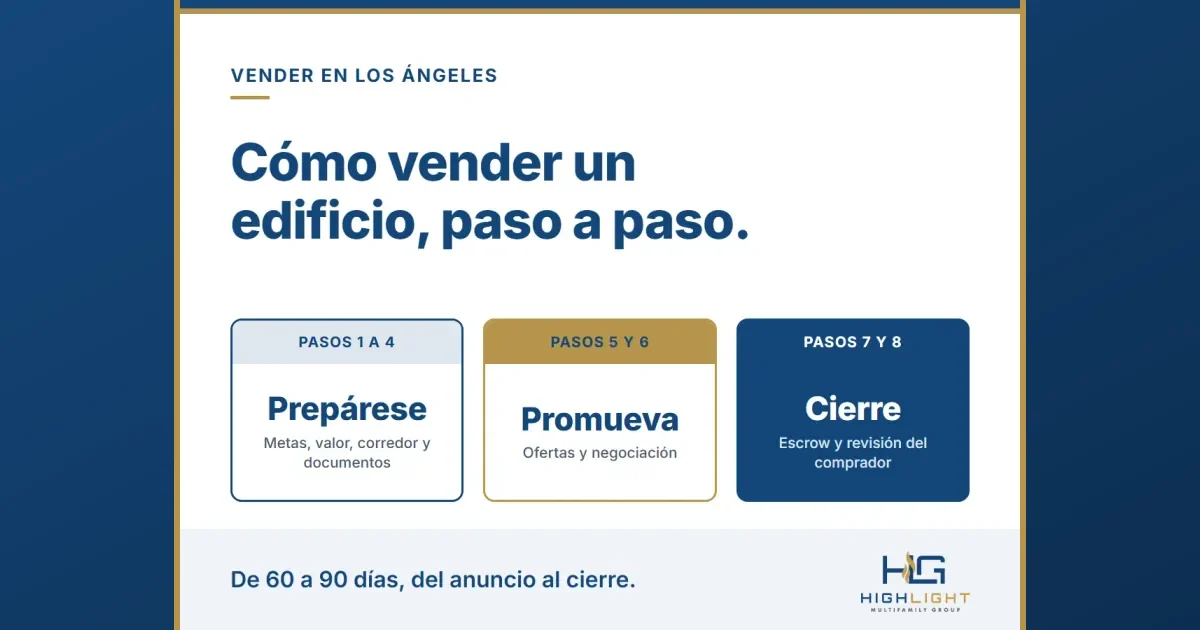 VENDER EN LOS ÁNGELES
Cómo vender un
edificio, paso a paso.
PASOS 1 A 4
Prepárese
Metas, valor, corredor y
documentos
PASOS 5 Y 6
Promueva
Ofertas y negociación
PASOS 7 Y 8
Cierre
Escrow y revisión del
comprador
De 60 a 90 días, del anuncio al cierre.
HLG
HIGHLIGHT
MULTIFAMILY GROUP